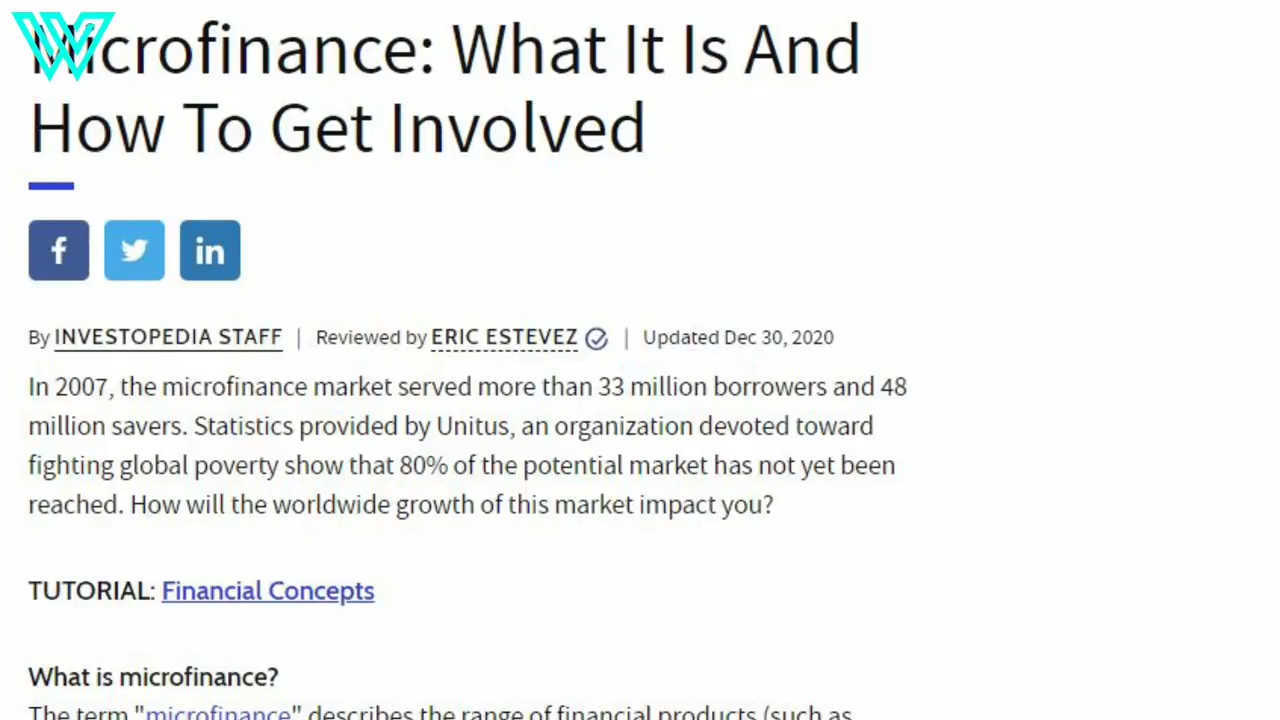 Microfinance: What It Is And
How To Get Involved
By INVESTOPEDIA STAFF | Reviewed by ERIC ESTEVEZ | Updated Dec 30, 2020
In 2007, the microfinance market served more than 33 million borrowers and 48
million savers. Statistics provided by Unitus, an organization devoted toward
fighting global poverty show that 80% of the potential market has not yet been
reached. How will the worldwide growth of this market impact you?
TUTORIAL: Financial Concepts
What is microfinance?
The term "microfinance" describes the range of financial products (such as